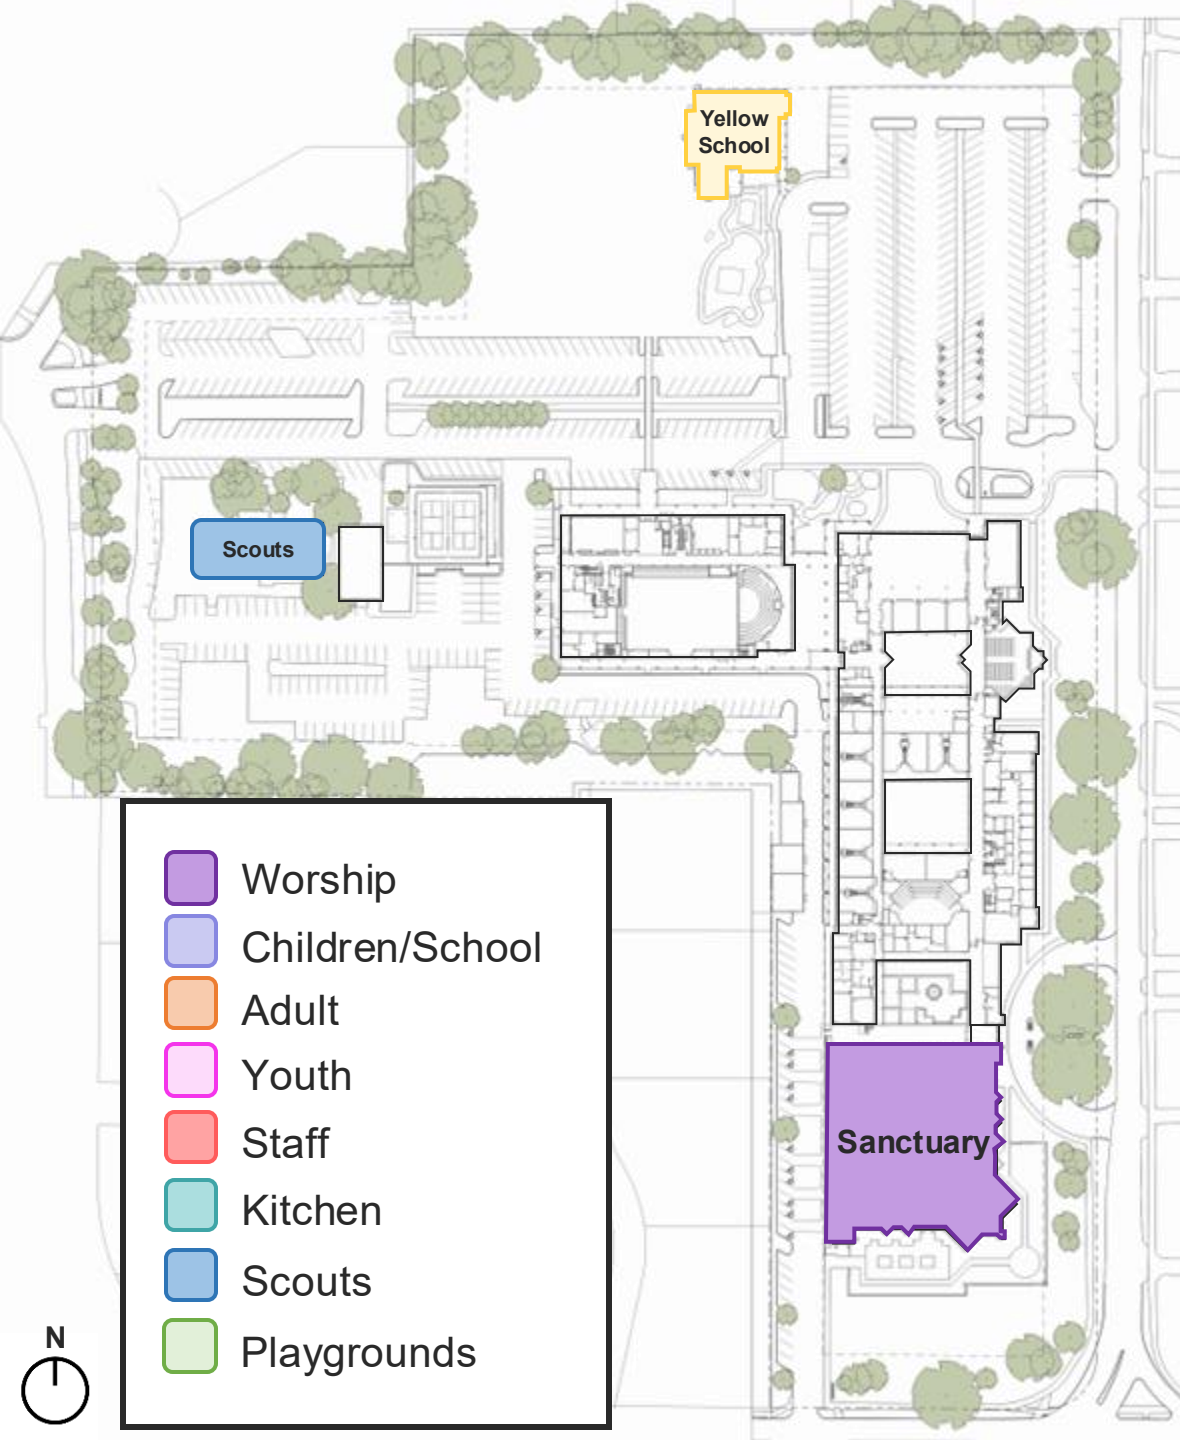 Yellow
School
Scouts
Worship
Children/School
Adult
Youth
Staff
Kitchen
Scouts
Playgrounds
Sanctuary
N